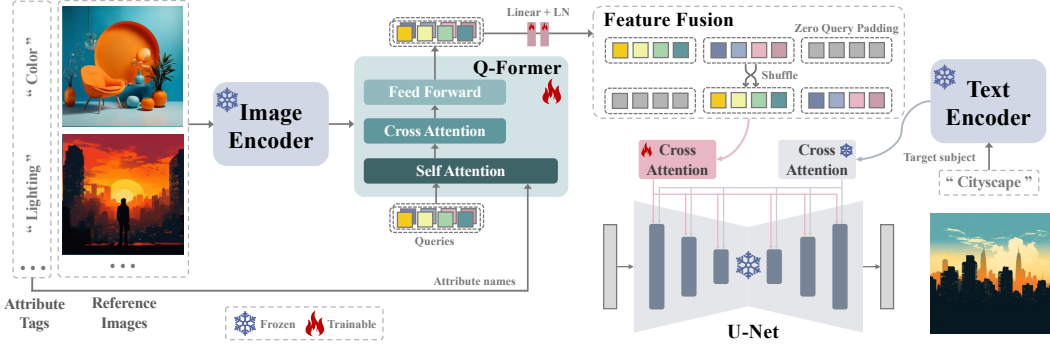 “ Color”
“ Lighting”
Attribute
Tags
Reference
Images
Image
Encoder
Linear + LN
Q-Former
Feed Forward
Cross Attention
Self Attention
Queries
Attribute names
Frozen
Trainable
Feature Fusion
Zero Query Padding
Shuffle
Cross
Attention
Cross
Attention
U-Net
Text
Encoder
Target subject
“ Cityscape ”